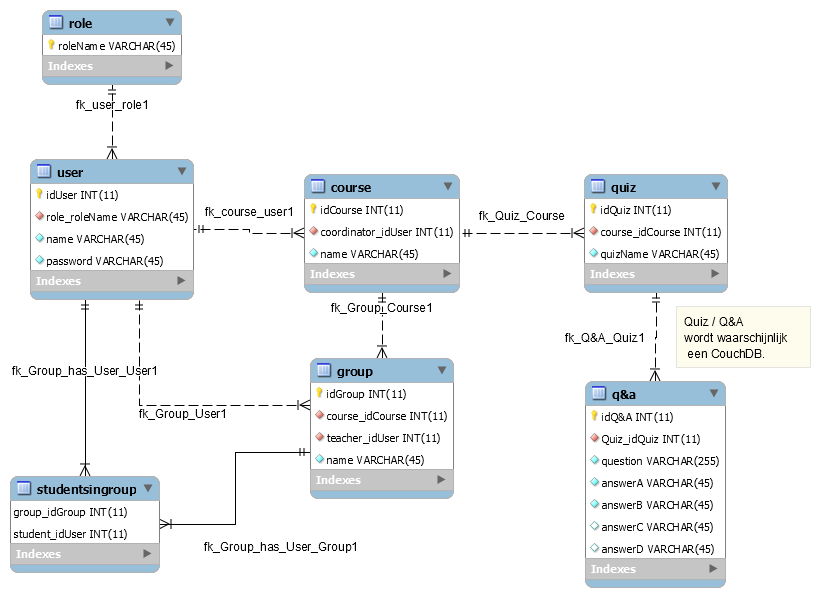 role
roleName VARCHAR(45)
Indexes
fk_user_role1
user
idUser INT(11)
role_roleName VARCHAR(45)
name VARCHAR(45)
password VARCHAR(45)
Indexes
fk_course_user1
course
idCourse INT(11)
coordinator_idUser INT(11)
name VARCHAR(45)
Indexes
fk_Quiz_Course
quiz
idQuiz INT(11)
course_idCourse INT(11)
quizName VARCHAR(45)
Indexes
fk_Group_Course1
Quiz / Q&A
wordt waarschijnlijk
een CouchDB.
fk_Q&A_Quiz1
fk_Group_has_User_User1
fk_Group_User1
group
idGroup INT(11)
course_idCourse INT(11)
teacher_idUser INT(11)
name VARCHAR(45)
Indexes
q&a
idQ&A INT(11)
Quiz_idQuiz INT(11)
question VARCHAR(255)
answerA VARCHAR(45)
answerB VARCHAR(45)
answerC VARCHAR(45)
answerD VARCHAR(45)
Indexes
studentsingroup
group_idGroup INT(11)
student_idUser INT(11)
Indexes
fk_Group_has_User_Group1